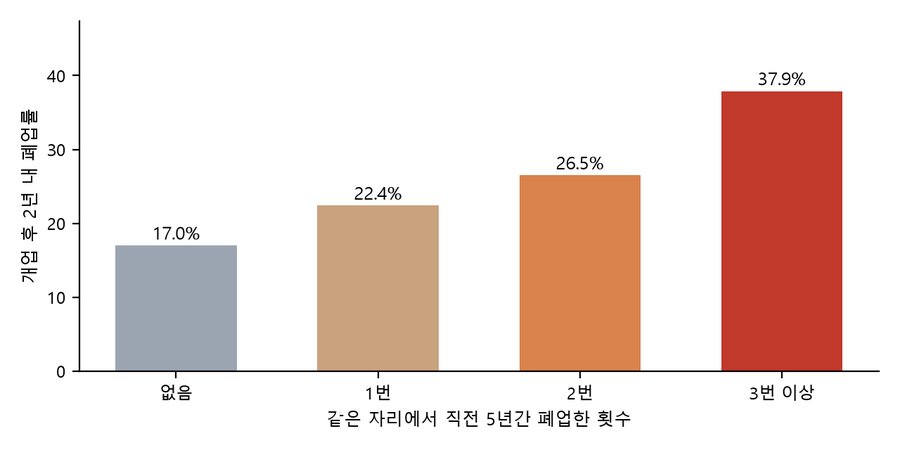 개업 후 2년 내 폐업률
40
30
20
10
0
17.0%
22.4%
26.5%
37.9%
없음
1번
2번
3번 이상
같은 자리에서 직전 5년간 폐업한 횟수